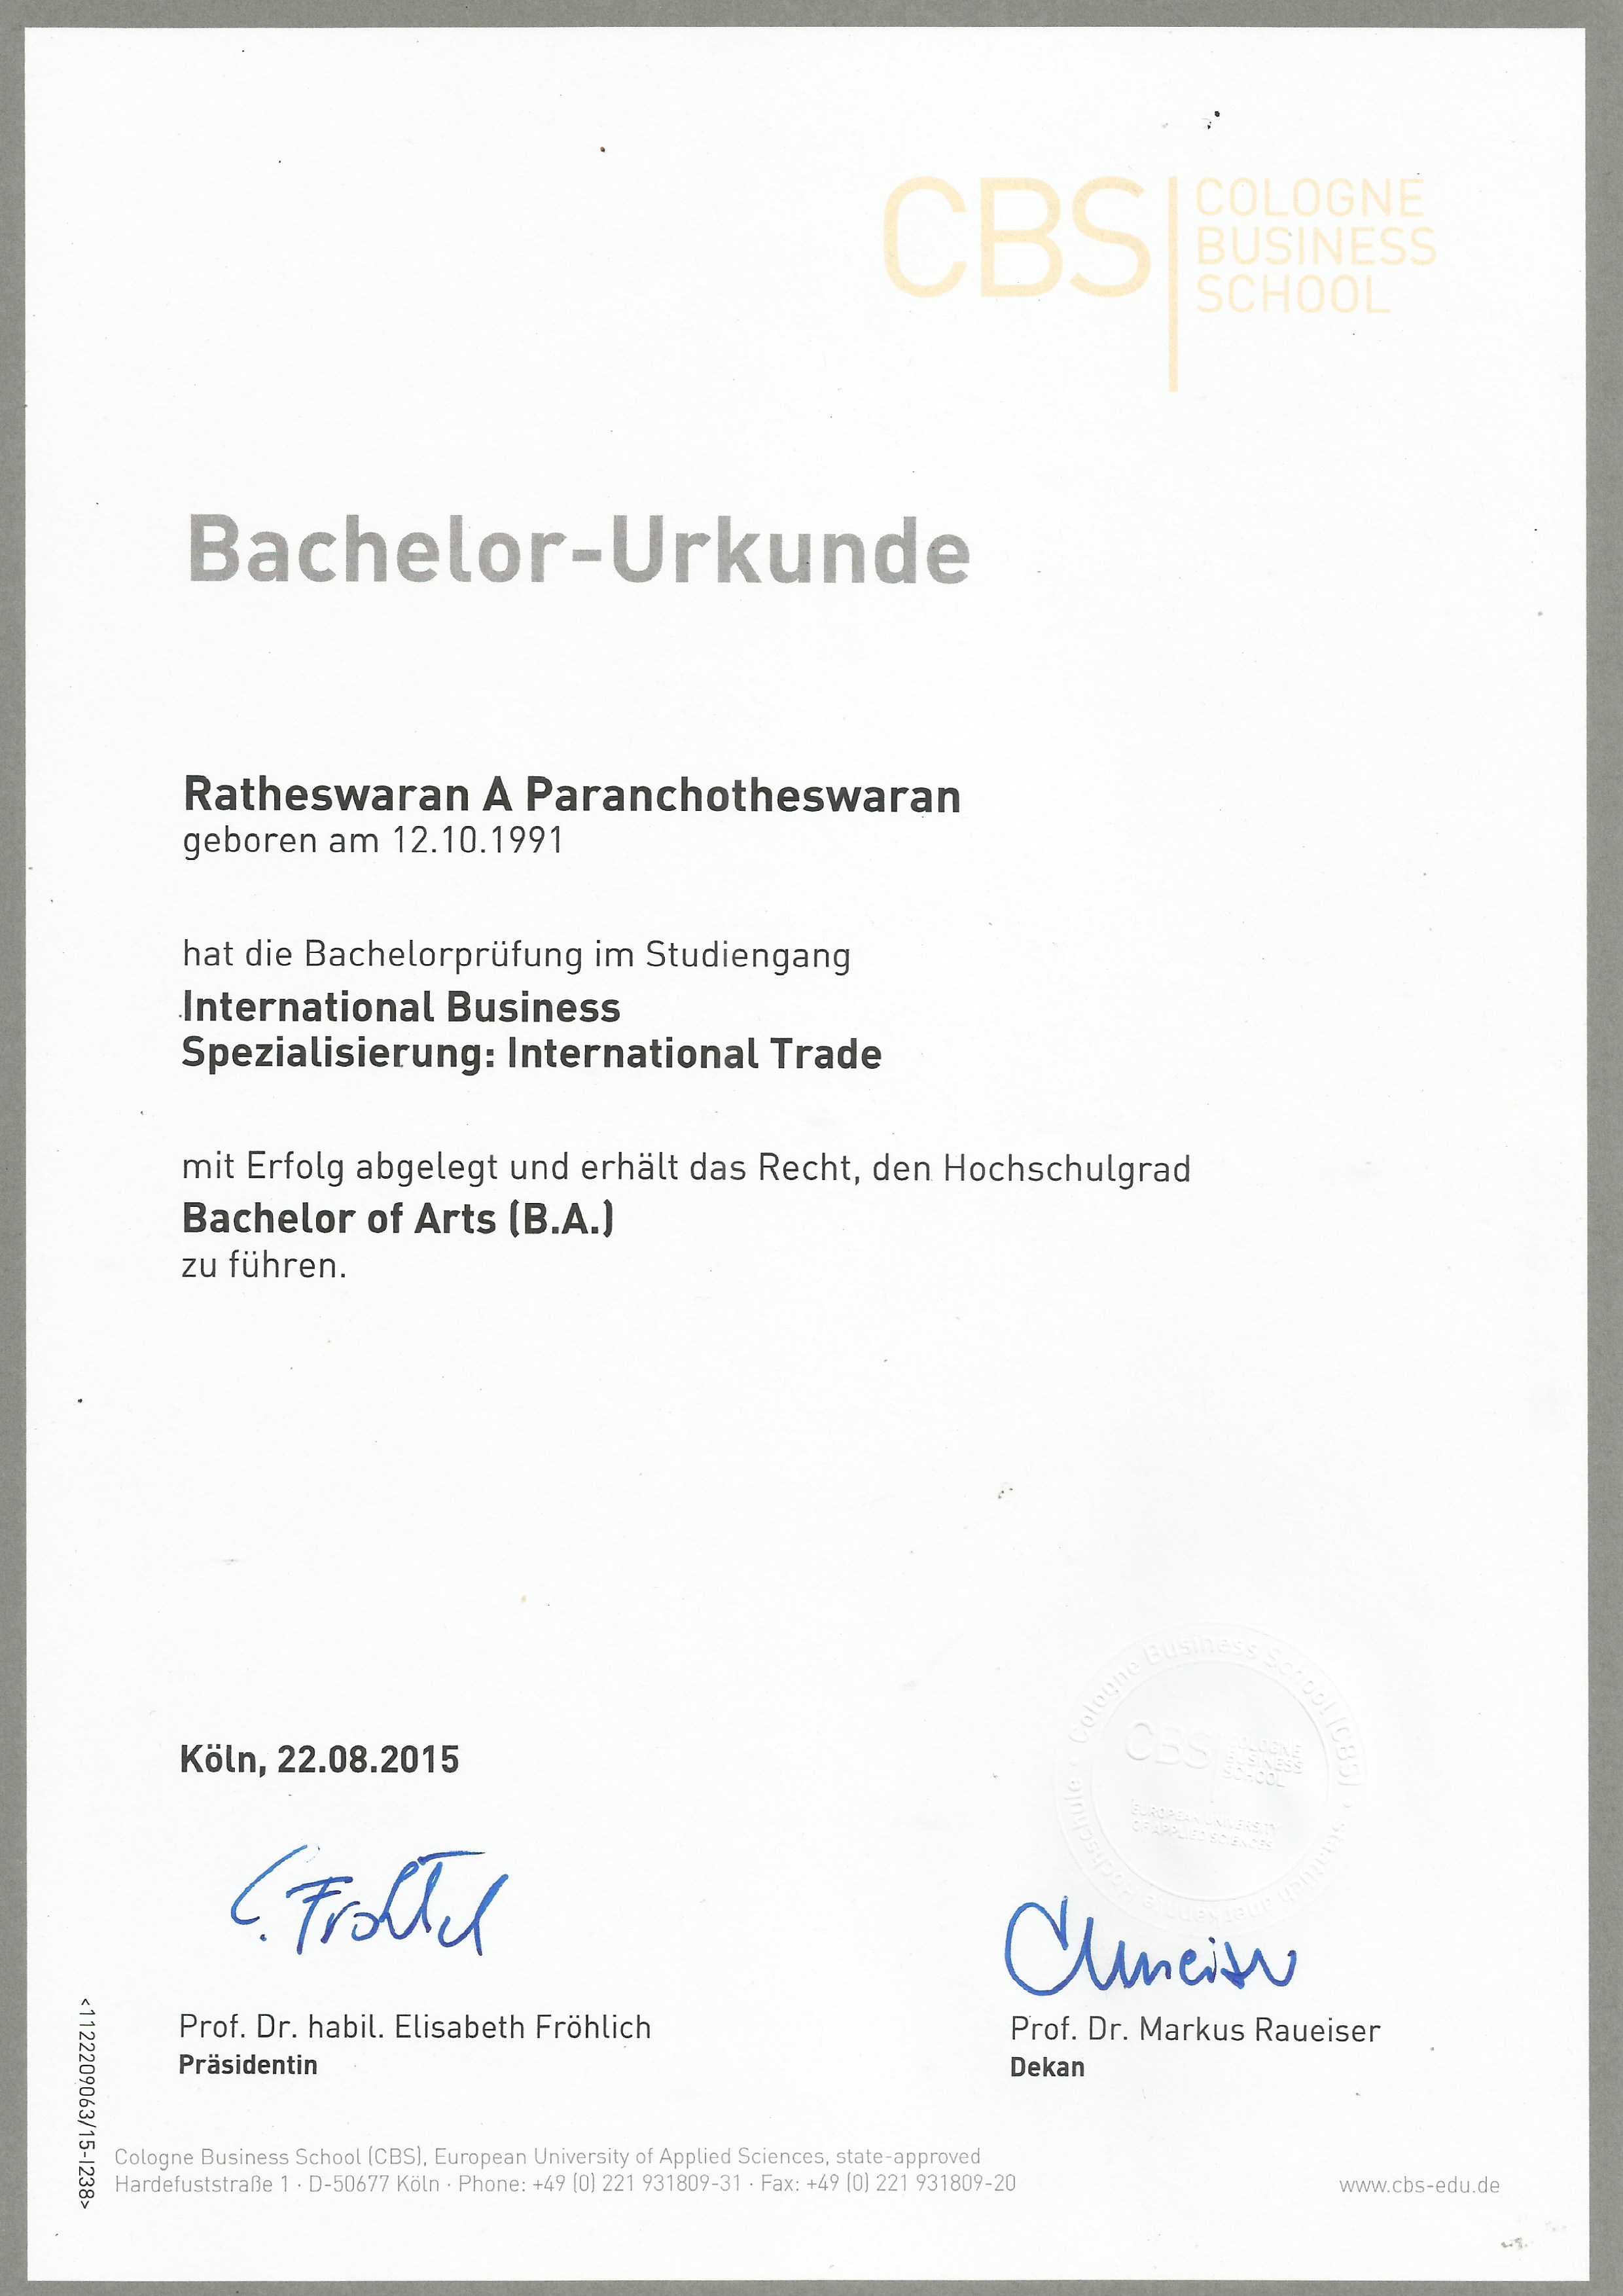 CBS
COLOGNE
BUSINESS
SCHOOL
Bachelor-Urkunde
Ratheswaran A Paranchotheswaran
geboren am 12.10.1991
hat die Bachelorprüfung im Studiengang
International Business
Spezialisierung: International Trade
mit Erfolg abgelegt und erhält das Recht, den Hochschulgrad
Bachelor of Arts (B.A.)
zu führen.
Cologne Business School (CBS) · staatlich anerkannte Hochschule ·
CBS
COLOGNE
BUSINESS
SCHOOL
EUROPEAN UNIVERSITY
OF APPLIED SCIENCES
Köln, 22.08.2015
Prof. Dr. habil. Elisabeth Fröhlich
Präsidentin
Prof. Dr. Markus Raueiser
Dekan
<112209063/15-I238>
Cologne Business School (CBS), European University of Applied Sciences, state-approved
Hardefuststraße 1 · D-50677 Köln · Phone: +49 (0) 221 931809-31 · Fax: +49 (0) 221 931809-20
www.cbs-edu.de